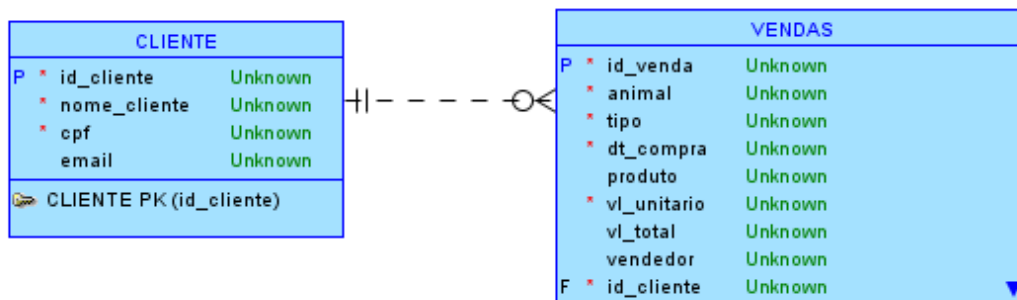 CLIENTE
P * id_cliente Unknown
* nome_cliente Unknown
* cpf Unknown
email Unknown
CLIENTE PK (id_cliente)
VENDAS
P * id_venda Unknown
* animal Unknown
* tipo Unknown
* dt_compra Unknown
produto Unknown
* vl_unitario Unknown
vl_total Unknown
vendedor Unknown
F * id_cliente Unknown